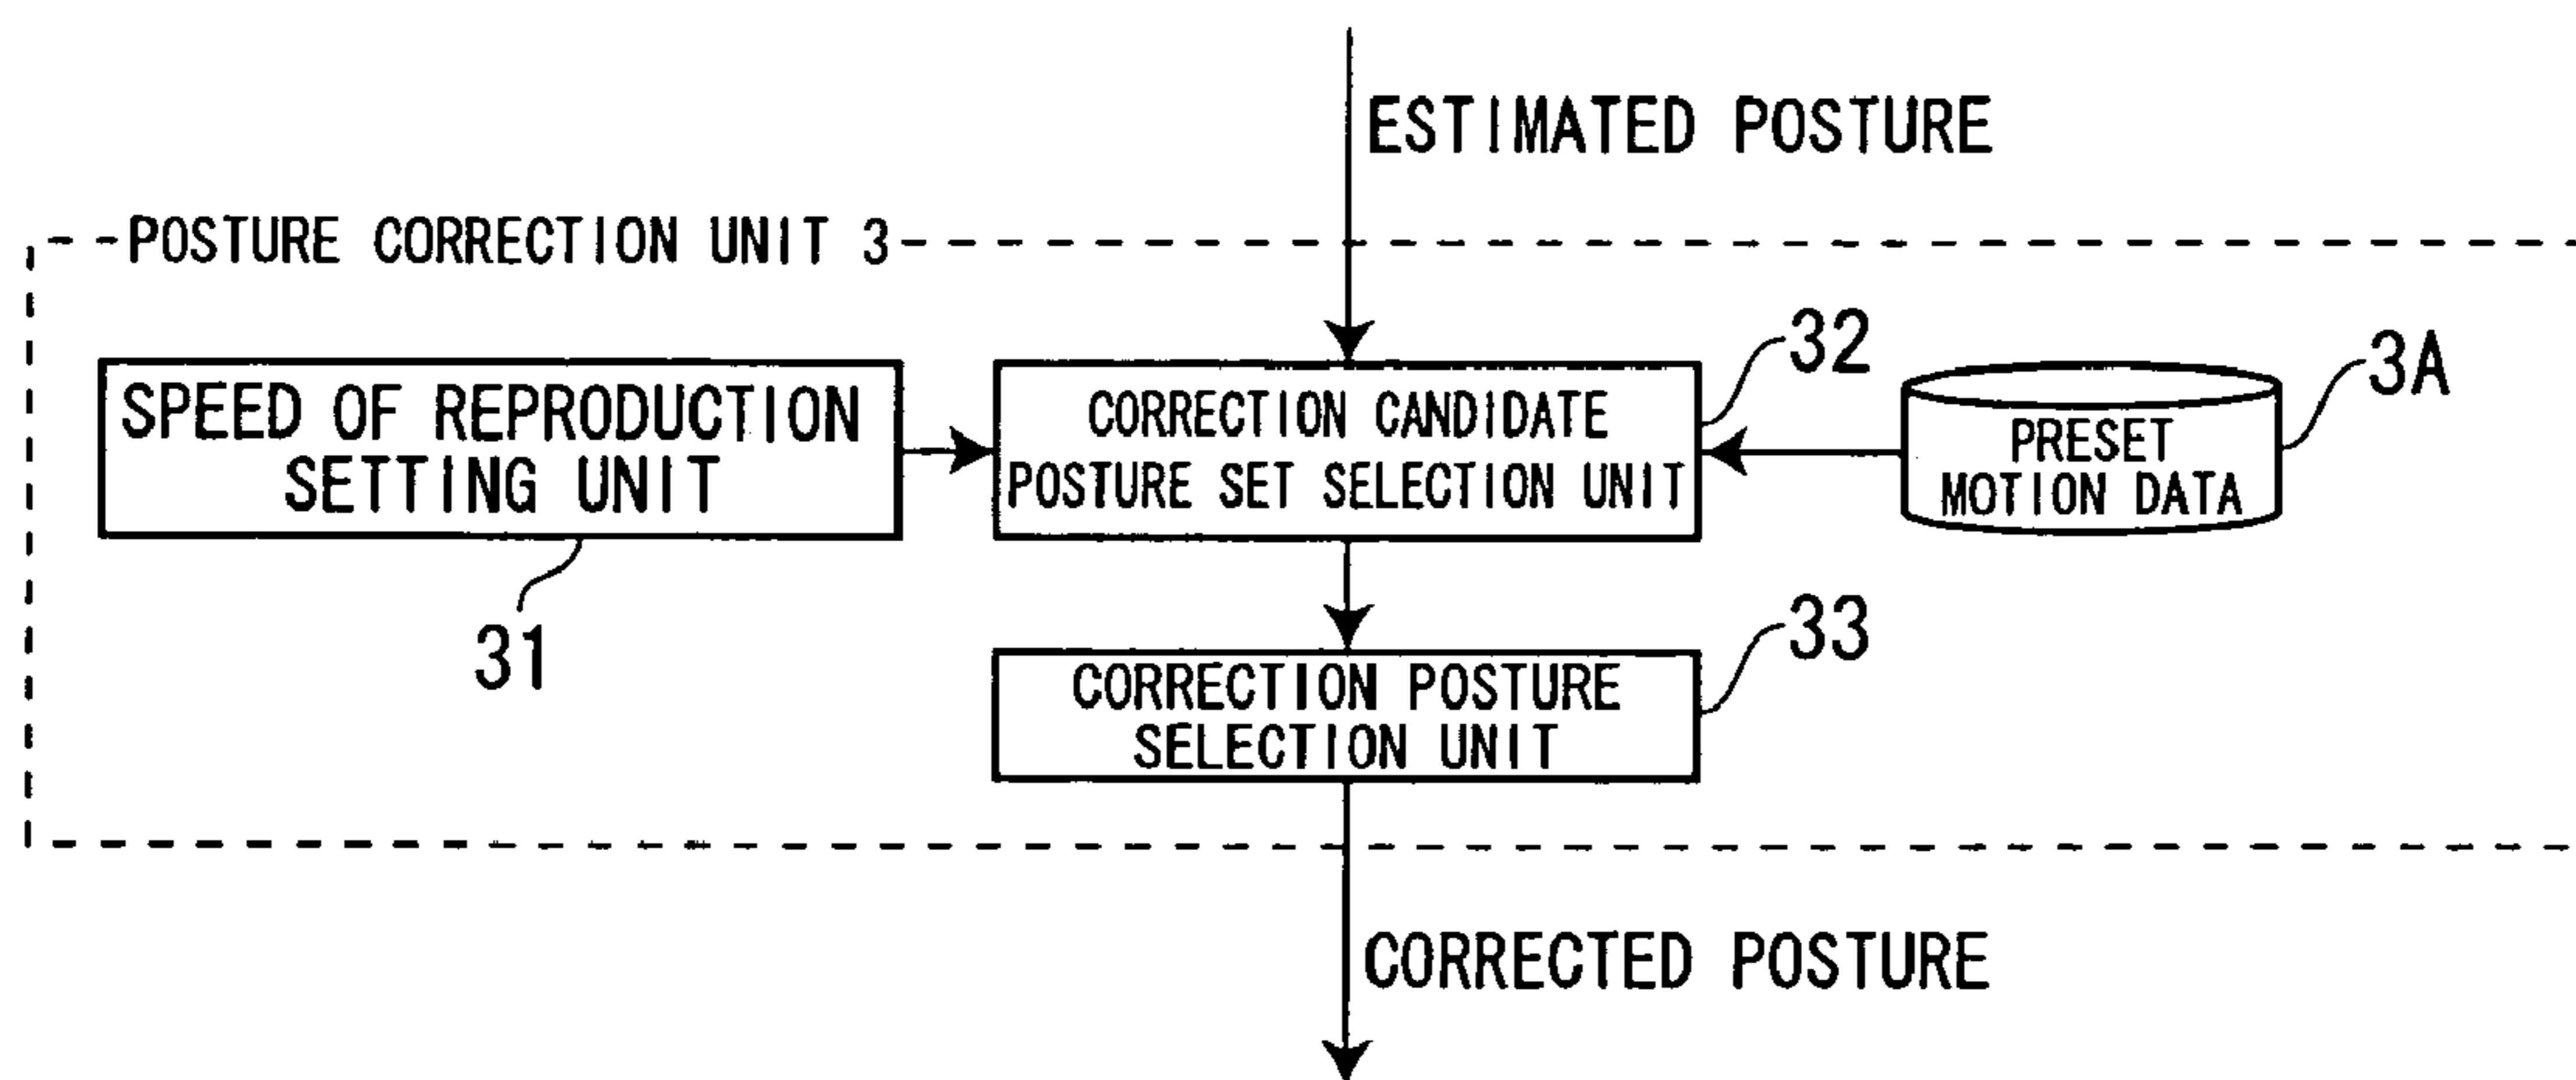 ESTIMATED POSTURE
POSTURE CORRECTION UNIT 3
SPEED OF REPRODUCTION
SETTING UNIT
31
CORRECTION CANDIDATE
POSTURE SET SELECTION UNIT
32
PRESET
MOTION DATA
3A
CORRECTION POSTURE
SELECTION UNIT
33
CORRECTED POSTURE